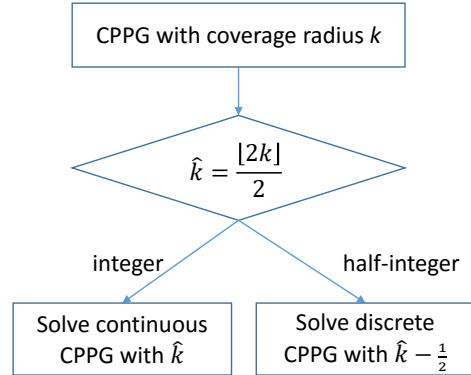 CPPG with coverage radius k
k̂ = ⌊2k⌋/2
integer
half-integer
Solve continuous
CPPG with k̂
Solve discrete
CPPG with k̂ − 1/2